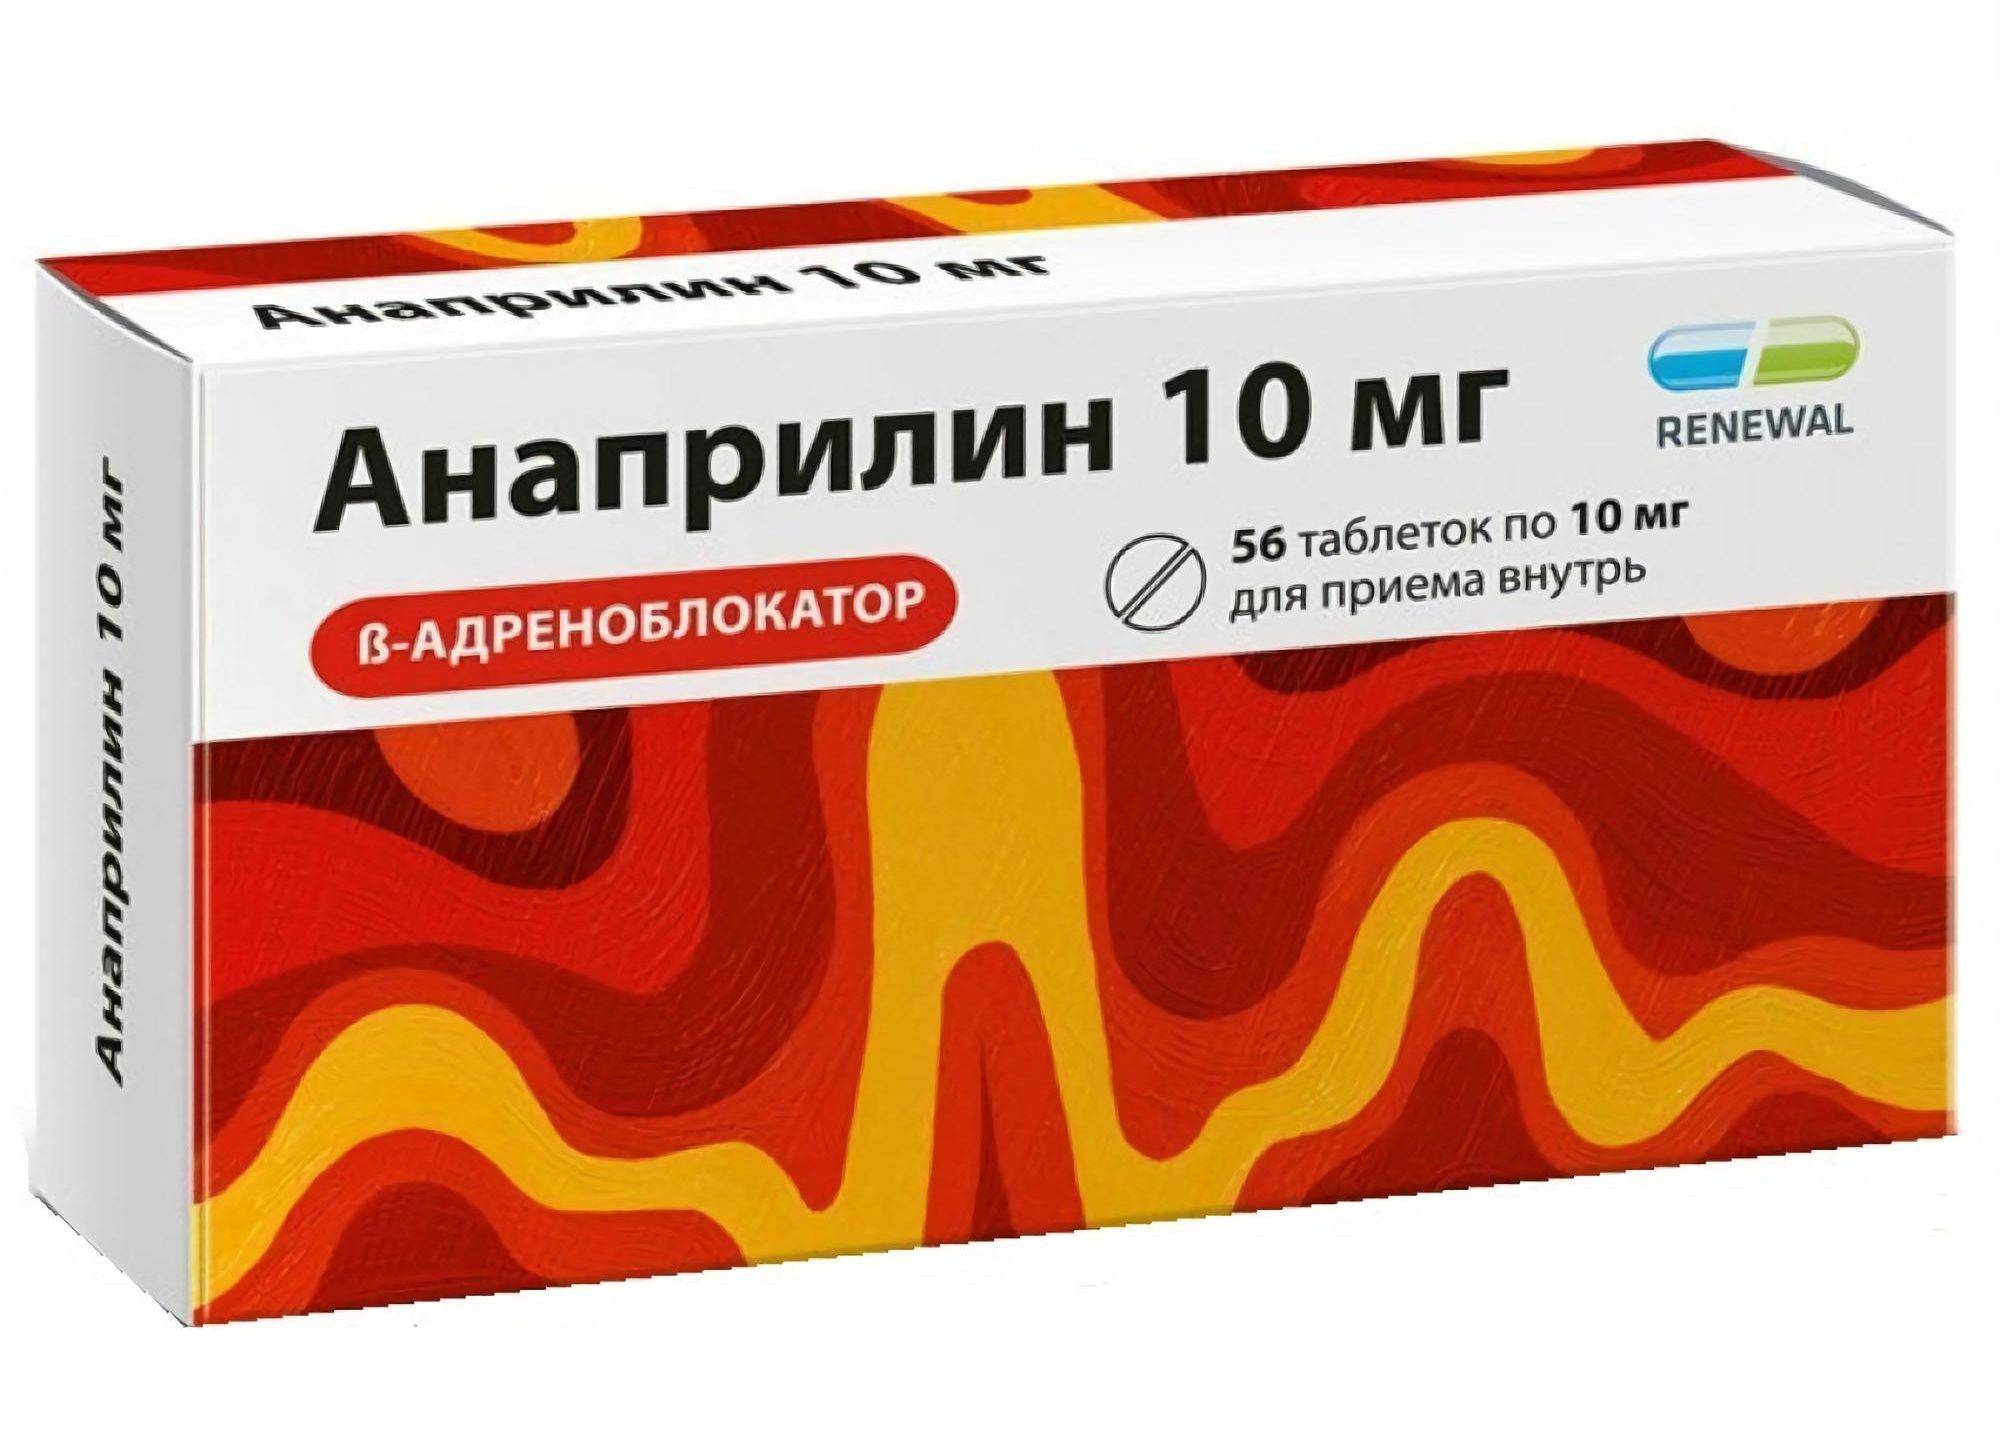 Анаприлин 10 мг
Анаприлин 10 мг
RENEWAL
ß-АДРЕНОБЛОКАТОР
56 таблеток по 10 мг
для приема внутрь
Анаприлин 10 мг